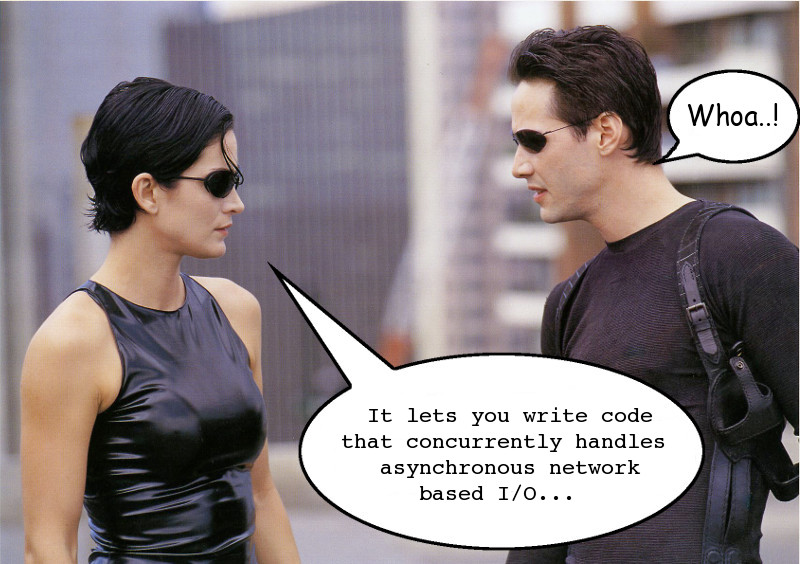 Whoa..!
It lets you write code
that concurrently handles
asynchronous network
based I/O...